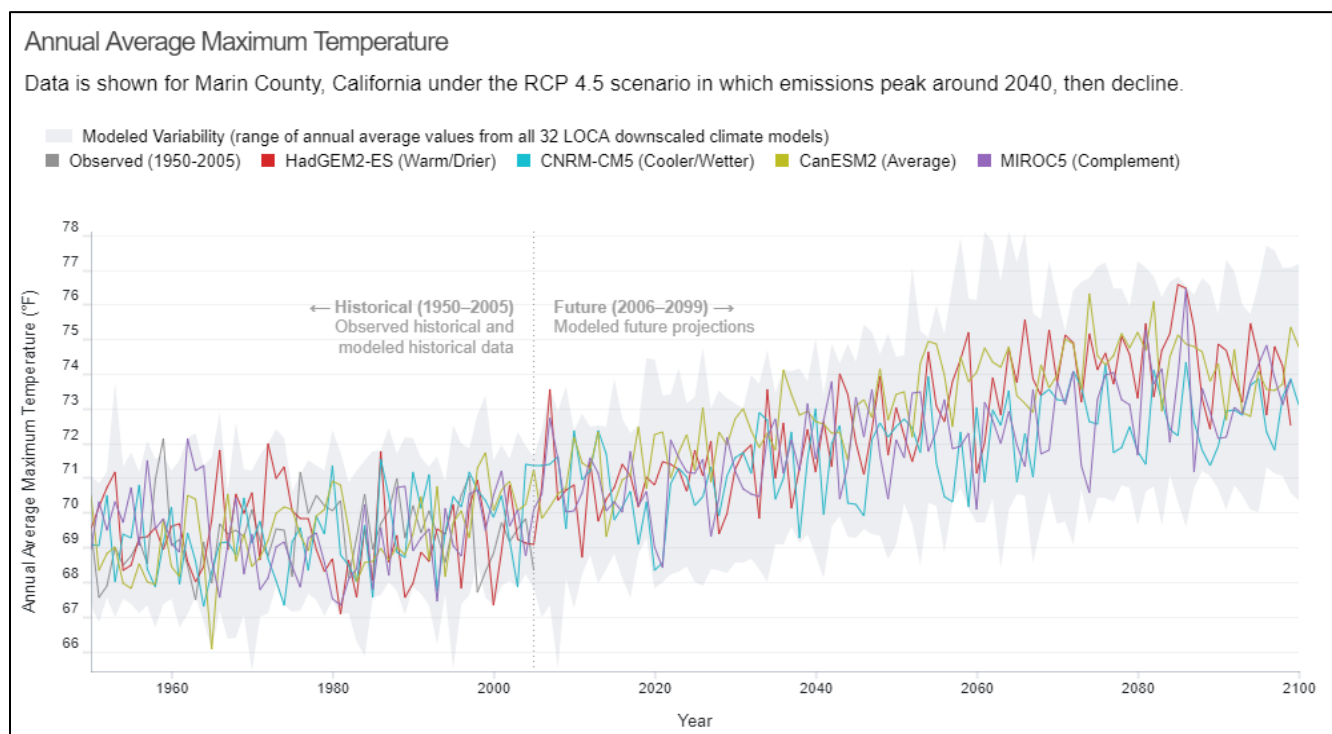 Annual Average Maximum Temperature
Data is shown for Marin County, California under the RCP 4.5 scenario in which emissions peak around 2040, then decline.
Modeled Variability (range of annual average values from all 32 LOCA downscaled climate models)
Observed (1950-2005) HadGEM2-ES (Warm/Drier) CNRM-CM5 (Cooler/Wetter) CanESM2 (Average) MIROC5 (Complement)
78
77
76
75
74
73
72
71
70
69
68
67
66
Annual Average Maximum Temperature (°F)
← Historical (1950–2005)
Observed historical and
modeled historical data
Future (2006–2099) →
Modeled future projections
1960 1980 2000 2020 2040 2060 2080 2100
Year